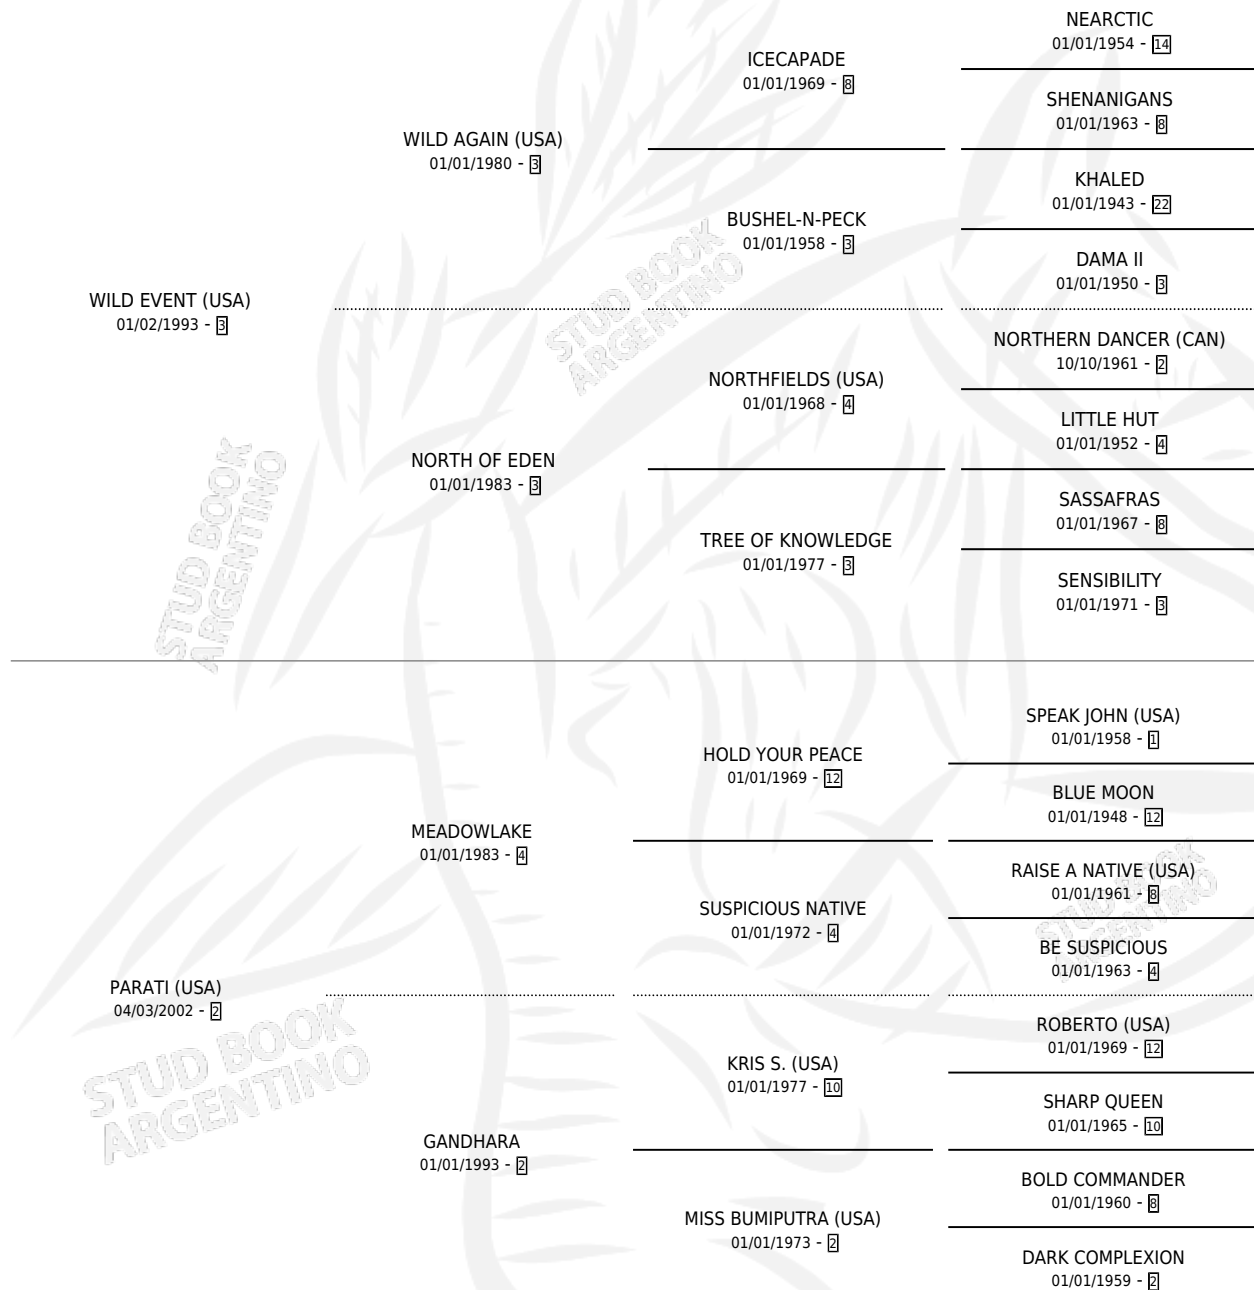 NEARCTIC
01/01/1954 - 14
ICECAPADE
01/01/1969 - 8
SHENANIGANS
01/01/1963 - 8
WILD AGAIN (USA)
01/01/1980 - 3
KHALED
01/01/1943 - 22
BUSHEL-N-PECK
01/01/1958 - 3
DAMA II
01/01/1950 - 3
WILD EVENT (USA)
01/02/1993 - 3
NORTHERN DANCER (CAN)
10/10/1961 - 2
NORTHFIELDS (USA)
01/01/1968 - 4
LITTLE HUT
01/01/1952 - 4
NORTH OF EDEN
01/01/1983 - 3
SASSAFRAS
01/01/1967 - 8
TREE OF KNOWLEDGE
01/01/1977 - 3
SENSIBILITY
01/01/1971 - 3
SPEAK JOHN (USA)
01/01/1958 - 1
HOLD YOUR PEACE
01/01/1969 - 12
BLUE MOON
01/01/1948 - 12
MEADOWLAKE
01/01/1983 - 4
RAISE A NATIVE (USA)
01/01/1961 - 8
SUSPICIOUS NATIVE
01/01/1972 - 4
BE SUSPICIOUS
01/01/1963 - 4
PARATI (USA)
04/03/2002 - 2
ROBERTO (USA)
01/01/1969 - 12
KRIS S. (USA)
01/01/1977 - 10
SHARP QUEEN
01/01/1965 - 10
GANDHARA
01/01/1993 - 2
BOLD COMMANDER
01/01/1960 - 8
MISS BUMIPUTRA (USA)
01/01/1973 - 2
DARK COMPLEXION
01/01/1959 - 2
STUD BOOK
ARGENTINO
STUD BOOK
ARGENTINO
STUD BOOK
ARGENTINO
STUD BOOK
ARGENTINO